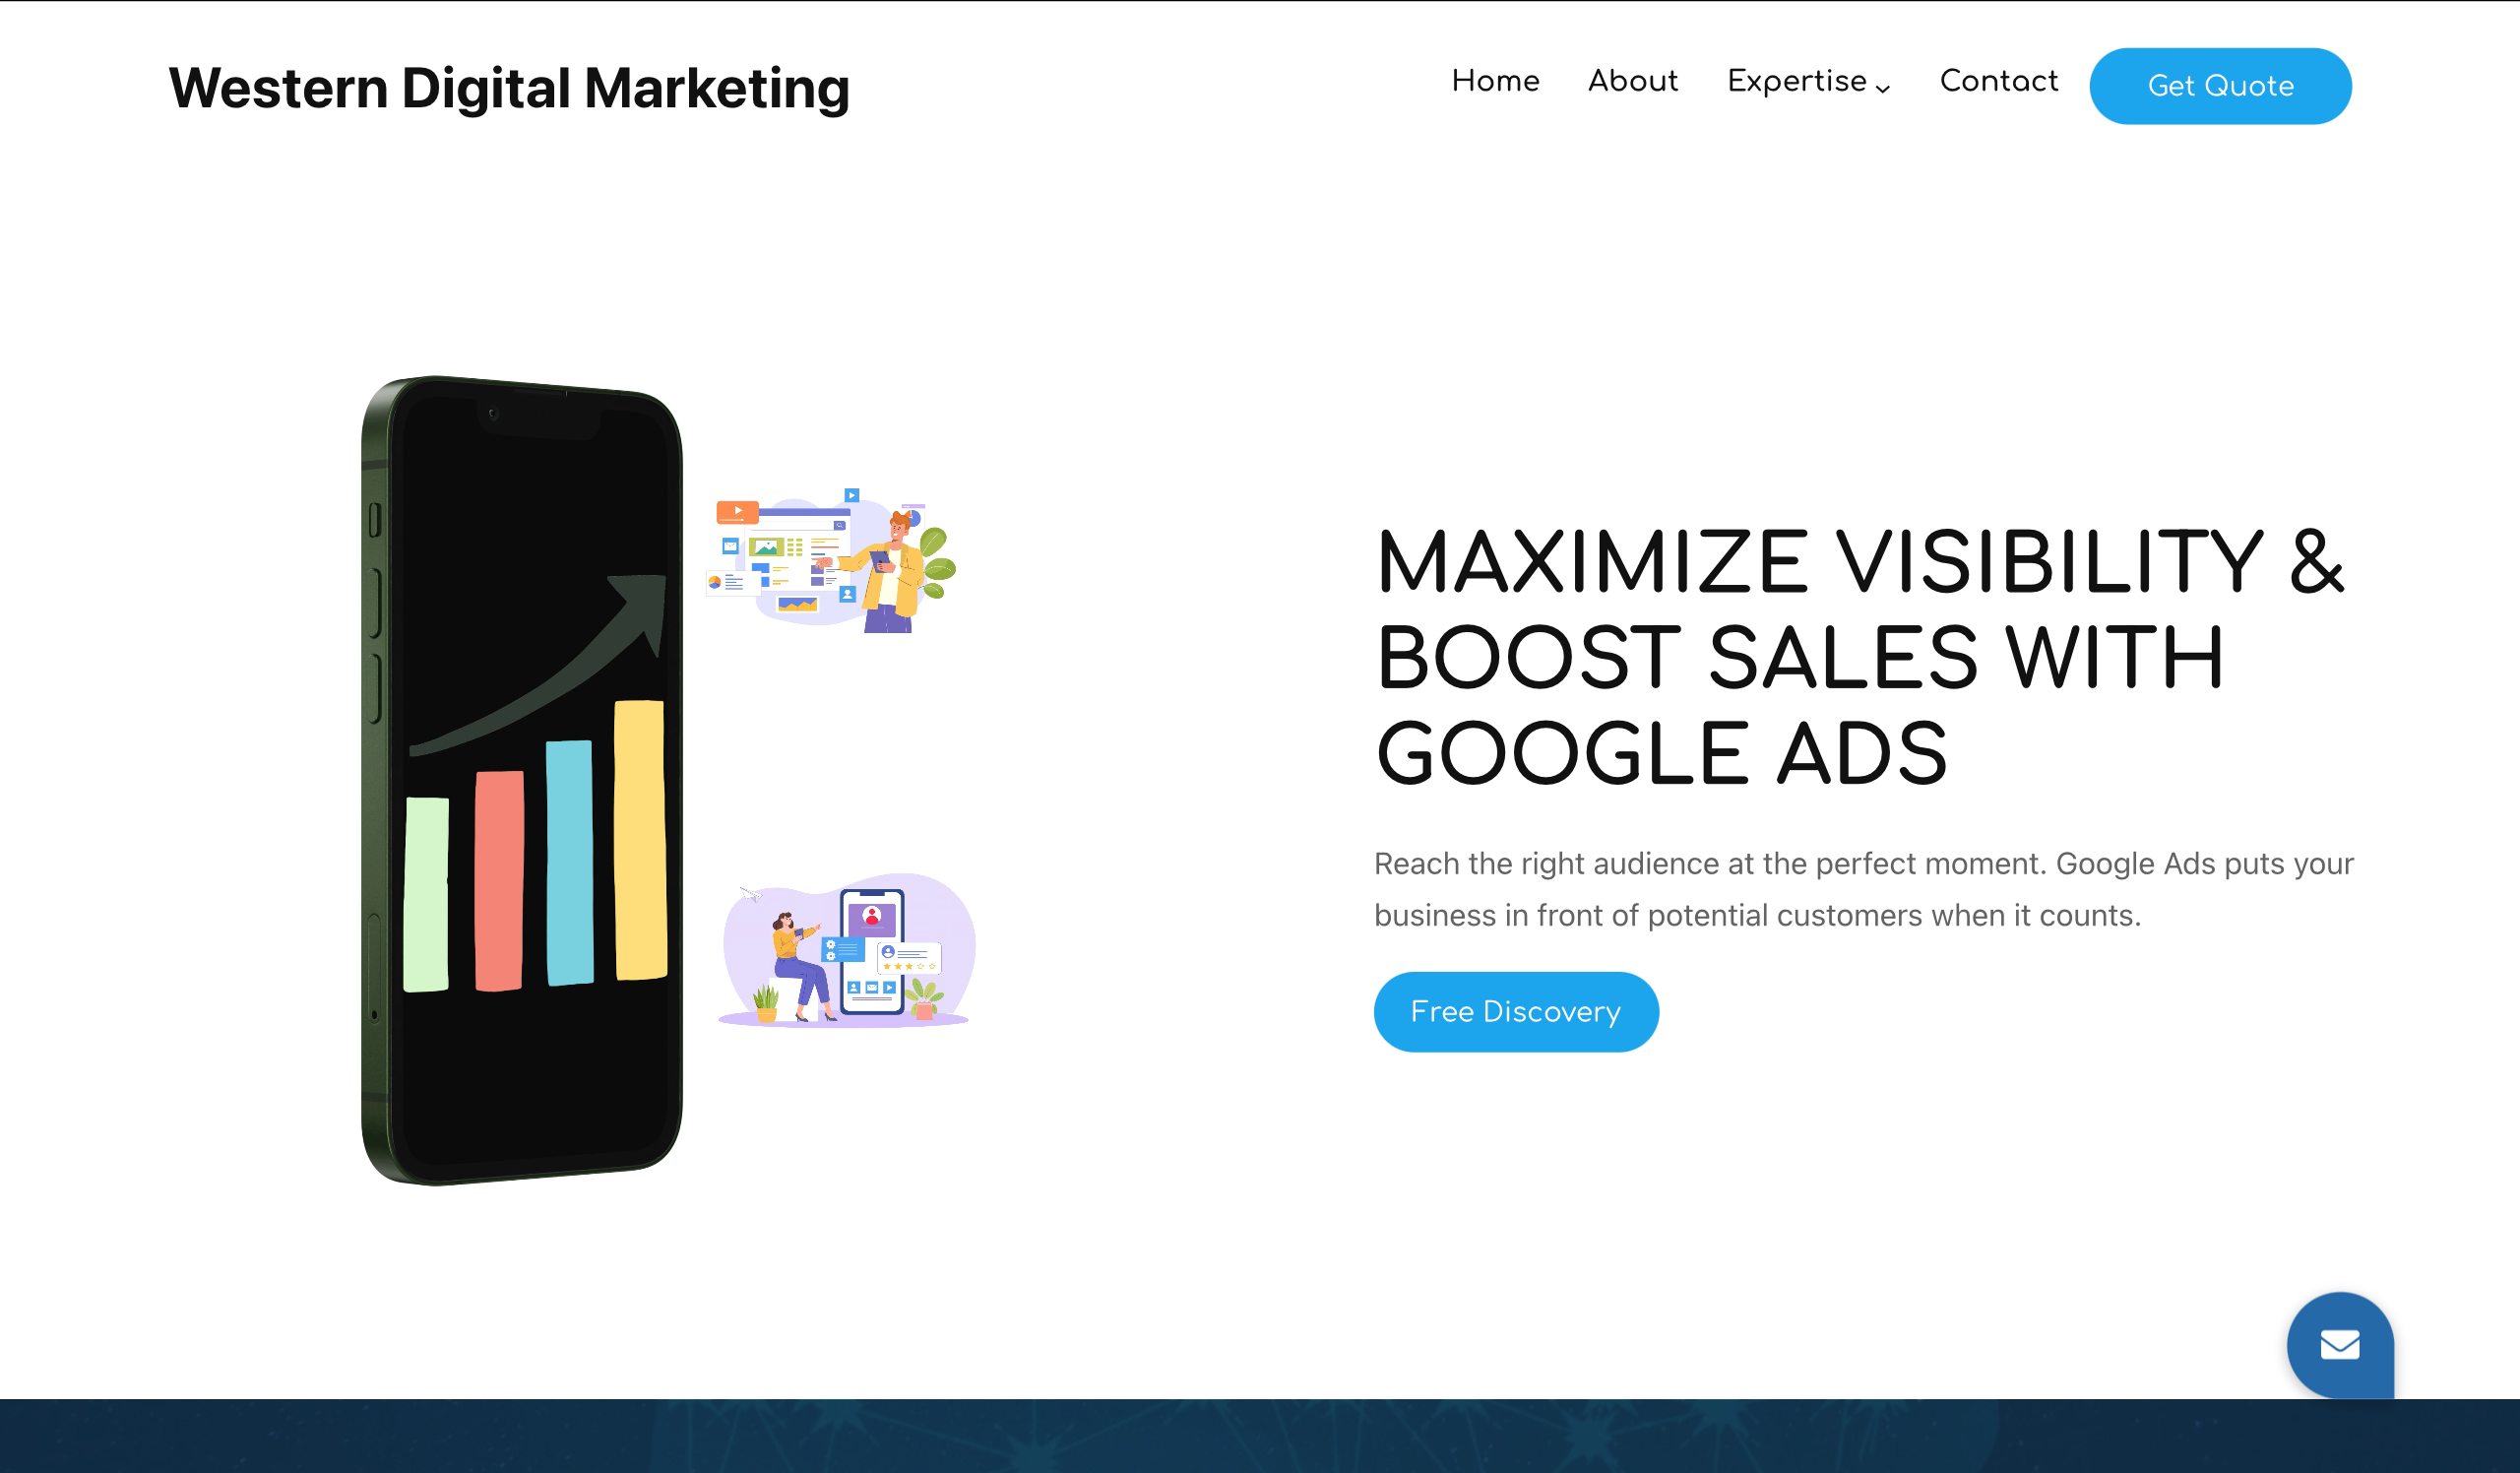 Western Digital Marketing
Home About Expertise Contact Get Quote
MAXIMIZE VISIBILITY &
BOOST SALES WITH
GOOGLE ADS
Reach the right audience at the perfect moment. Google Ads puts your
business in front of potential customers when it counts.
Free Discovery